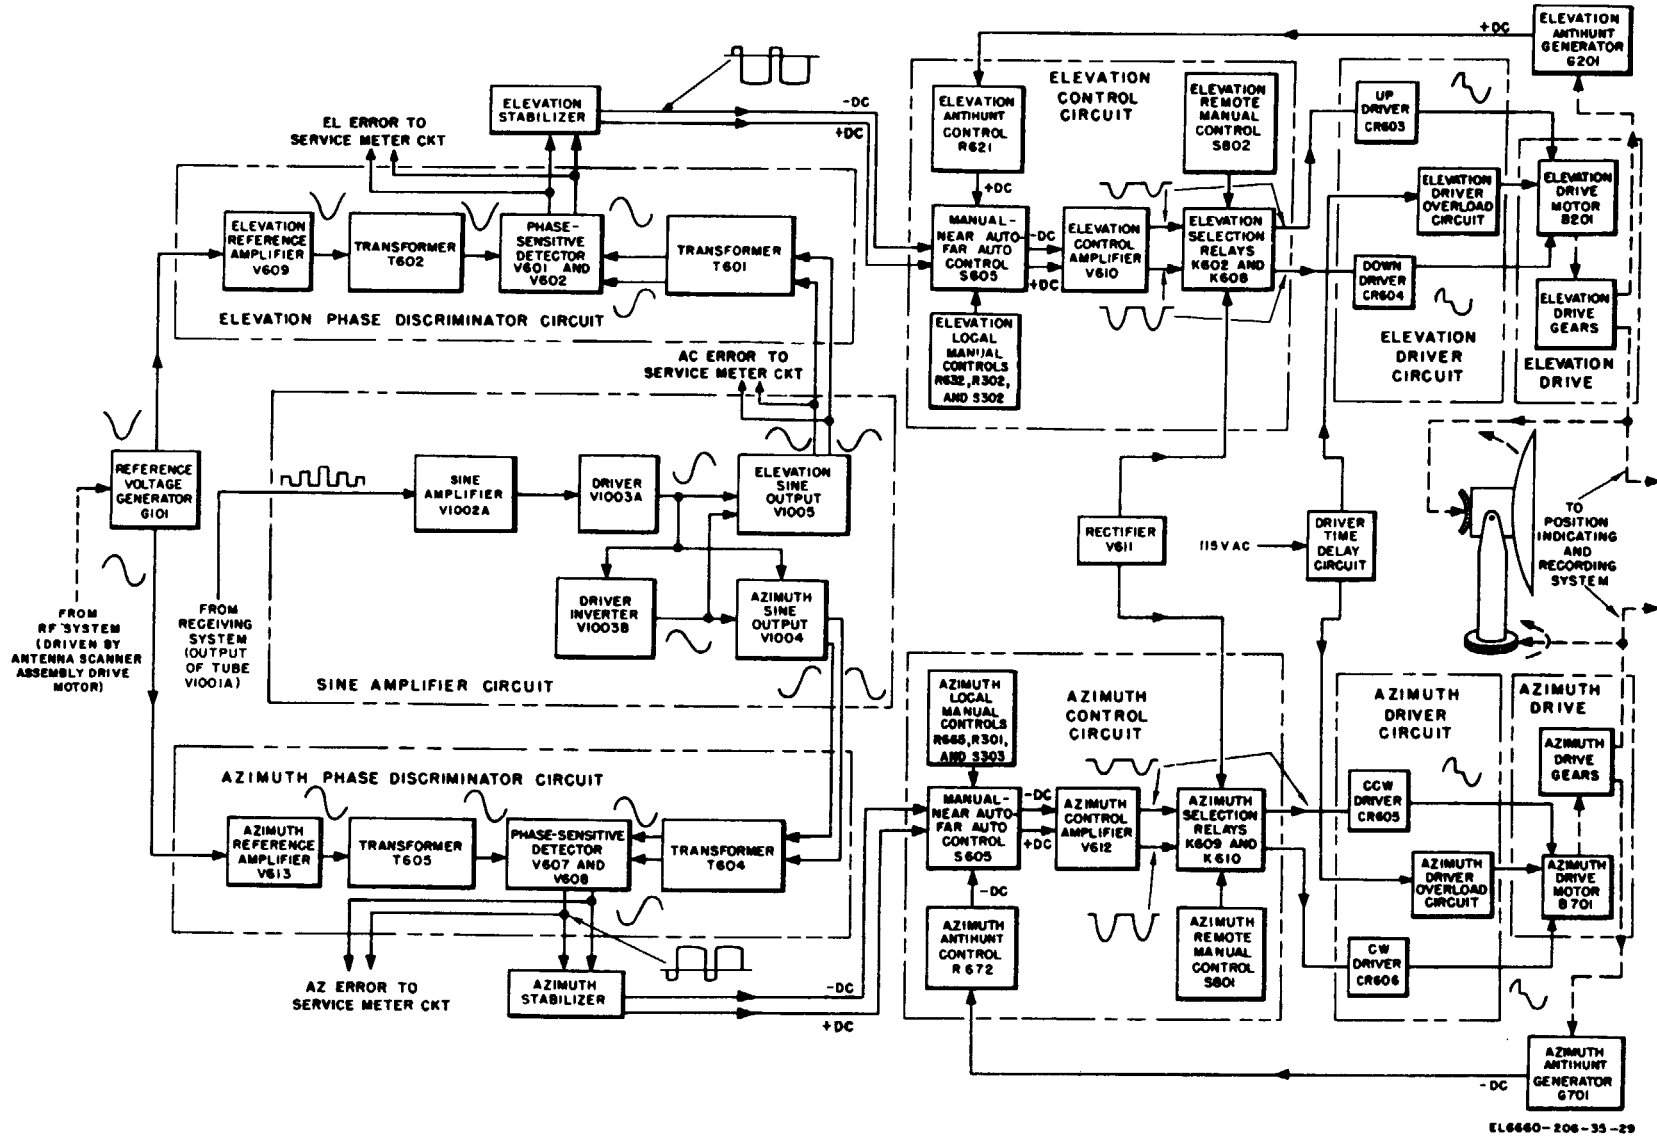 ELEVATION
ANTIHUNT
GENERATOR
G201
+DC
ELEVATION
CONTROL
CIRCUIT
ELEVATION
ANTIHUNT
CONTROL
R621
+DC
ELEVATION
REMOTE
MANUAL
CONTROL
S802
UP
DRIVER
CR603
ELEVATION
STABILIZER
-DC
+DC
EL ERROR TO
SERVICE METER CKT
ELEVATION
REFERENCE
AMPLIFIER
V609
TRANSFORMER
T602
PHASE-
SENSITIVE
DETECTOR
V601 AND
V602
TRANSFORMER
T601
ELEVATION PHASE DISCRIMINATOR CIRCUIT
MANUAL-
NEAR AUTO-
FAR AUTO
CONTROL
S605
-DC
+DC
ELEVATION
CONTROL
AMPLIFIER
V610
ELEVATION
SELECTION
RELAYS
K602 AND
K608
ELEVATION
DRIVER
OVERLOAD
CIRCUIT
ELEVATION
DRIVE
MOTOR
B201
DOWN
DRIVER
CR604
ELEVATION
DRIVE
GEARS
ELEVATION
DRIVER
CIRCUIT
ELEVATION
DRIVE
ELEVATION
LOCAL
MANUAL
CONTROLS
R632, R302,
AND S302
AC ERROR TO
SERVICE METER CKT
REFERENCE
VOLTAGE
GENERATOR
G101
SINE
AMPLIFIER
V1002A
DRIVER
V1003A
ELEVATION
SINE
OUTPUT
V1005
DRIVER
INVERTER
V1003B
AZIMUTH
SINE
OUTPUT
V1004
SINE AMPLIFIER CIRCUIT
FROM
RF SYSTEM
(DRIVEN BY
ANTENNA SCANNER
ASSEMBLY DRIVE
MOTOR)
FROM
RECEIVING
SYSTEM
(OUTPUT
OF TUBE
V1001A)
RECTIFIER
V611
115 VAC
DRIVER
TIME
DELAY
CIRCUIT
TO
POSITION
INDICATING
AND
RECORDING
SYSTEM
AZIMUTH
LOCAL
MANUAL
CONTROLS
R665, R301,
AND S303
AZIMUTH
CONTROL
CIRCUIT
AZIMUTH
DRIVER
CIRCUIT
AZIMUTH
DRIVE
AZIMUTH
DRIVE
GEARS
AZIMUTH PHASE DISCRIMINATOR CIRCUIT
AZIMUTH
REFERENCE
AMPLIFIER
V613
TRANSFORMER
T605
PHASE-SENSITIVE
DETECTOR
V607 AND
V608
TRANSFORMER
T604
MANUAL-
NEAR AUTO-
FAR AUTO
CONTROL
S605
-DC
+DC
AZIMUTH
CONTROL
AMPLIFIER
V612
AZIMUTH
SELECTION
RELAYS
K609 AND
K610
CCW
DRIVER
CR605
AZIMUTH
DRIVER
OVERLOAD
CIRCUIT
AZIMUTH
DRIVE
MOTOR
B701
-DC
AZIMUTH
ANTIHUNT
CONTROL
R 672
AZIMUTH
REMOTE
MANUAL
CONTROL
S801
CW
DRIVER
CR606
AZ ERROR TO
SERVICE METER CKT
AZIMUTH
STABILIZER
-DC
+DC
AZIMUTH
ANTIHUNT
GENERATOR
G701
-DC
EL6660-206-35-29